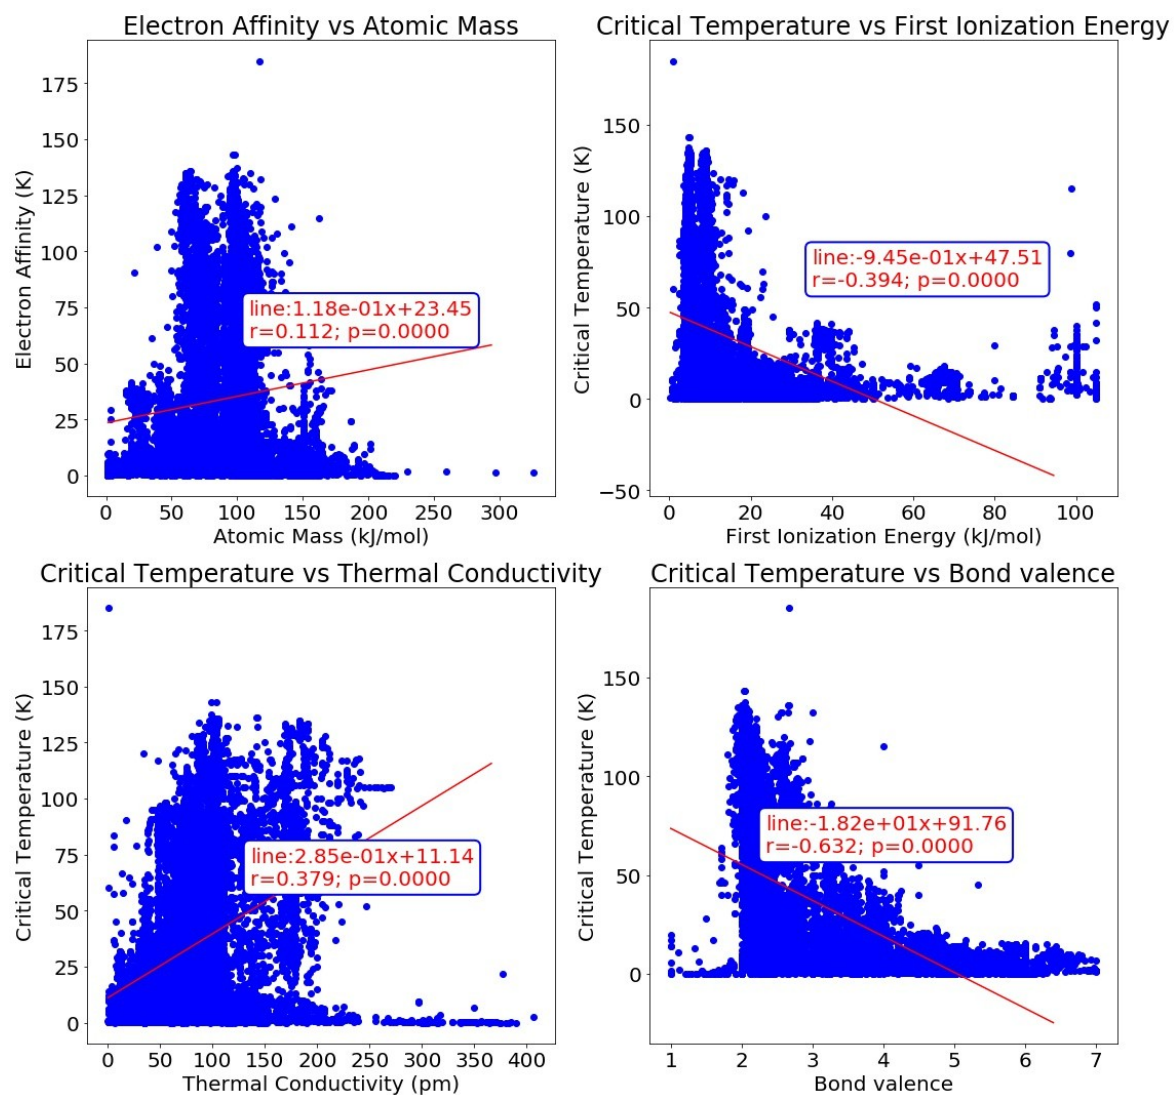 Electron Affinity vs Atomic Mass
Electron Affinity (K)
175
150
125
100
75
50
25
0
line:1.18e-01x+23.45
r=0.112; p=0.0000
0 50 100 150 200 250 300
Atomic Mass (kJ/mol)
Critical Temperature vs First Ionization Energy
Critical Temperature (K)
150
100
50
0
−50
line:-9.45e-01x+47.51
r=-0.394; p=0.0000
0 20 40 60 80 100
First Ionization Energy (kJ/mol)
Critical Temperature vs Thermal Conductivity
Critical Temperature (K)
175
150
125
100
75
50
25
0
line:2.85e-01x+11.14
r=0.379; p=0.0000
0 50 100 150 200 250 300 350 400
Thermal Conductivity (pm)
Critical Temperature vs Bond valence
Critical Temperature (K)
150
100
50
0
line:-1.82e+01x+91.76
r=-0.632; p=0.0000
1 2 3 4 5 6 7
Bond valence